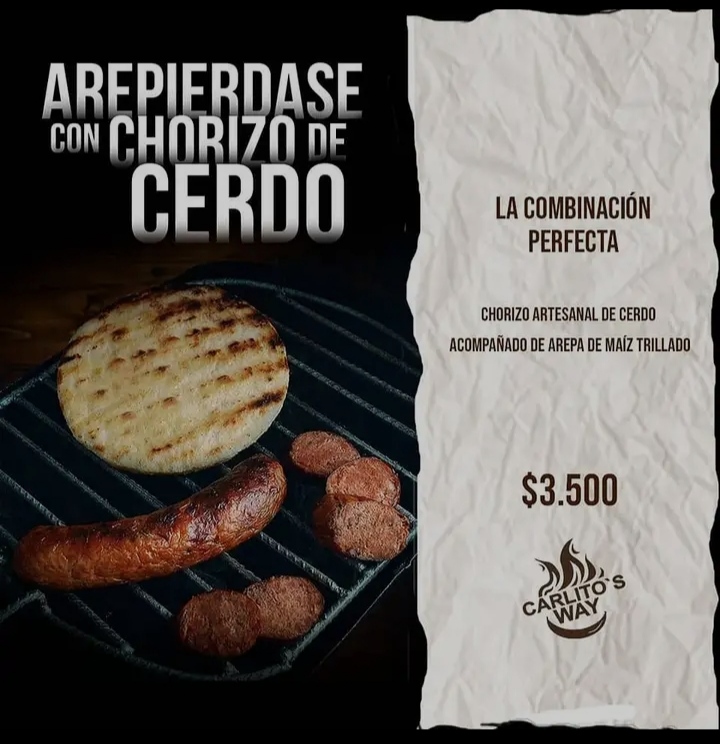 AREPIERDASE
CON CHORIZO DE
CERDO
LA COMBINACIÓN
PERFECTA
CHORIZO ARTESANAL DE CERDO
ACOMPAÑADO DE AREPA DE MAÍZ TRILLADO
$3.500
CARLITO'S
WAY